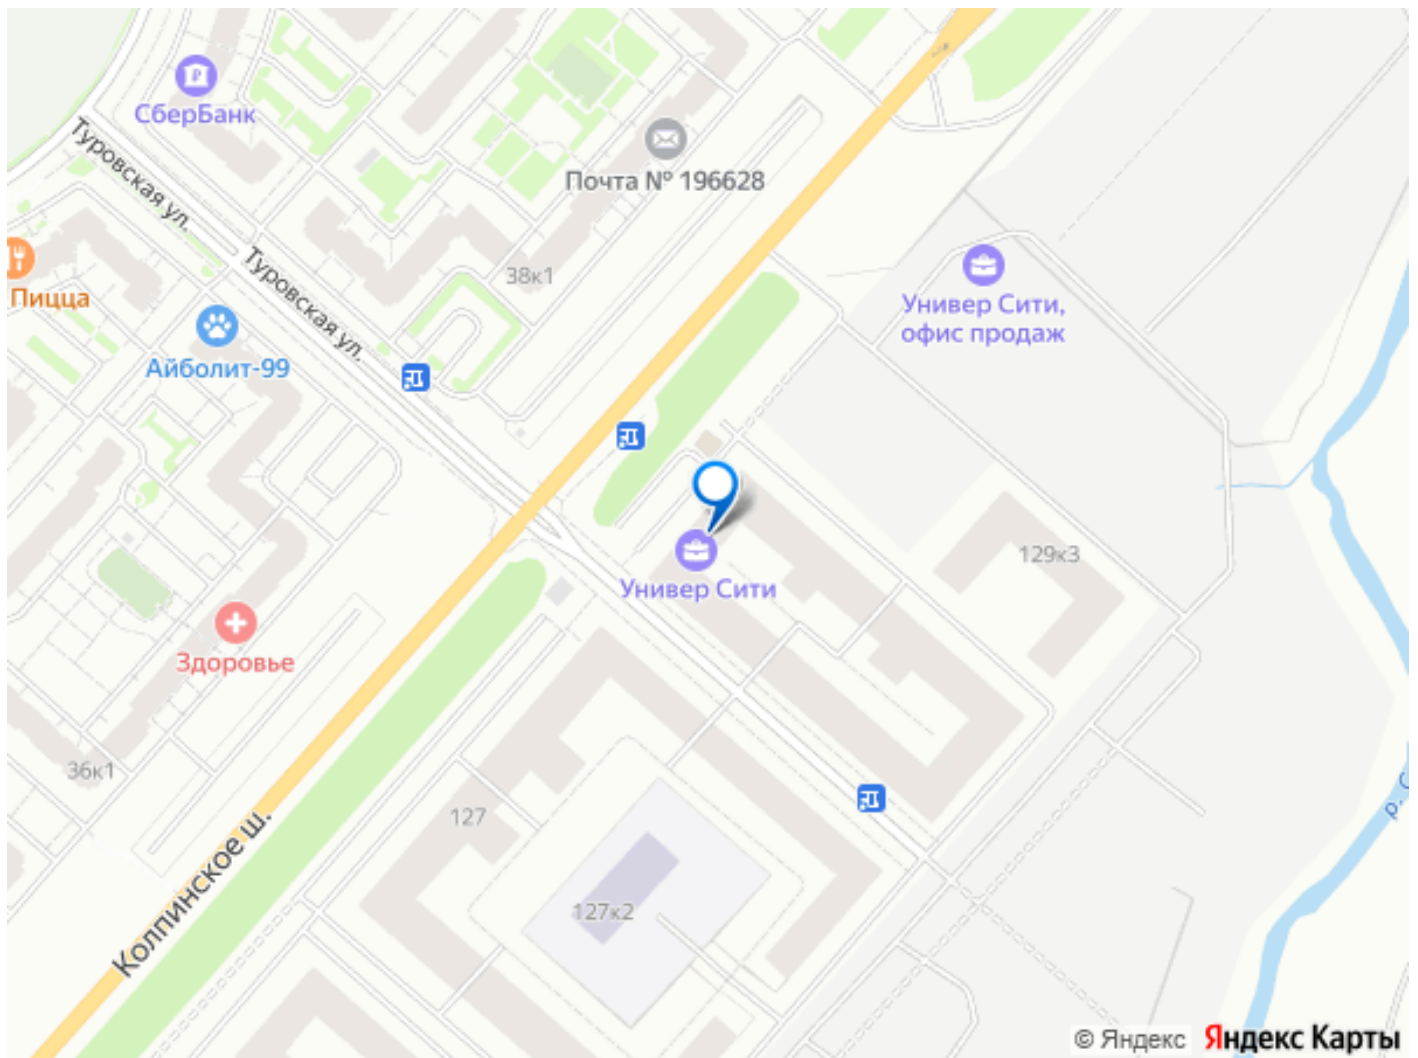 СберБанк
Туровская ул.
Почта № 196628
Туровская ул.
38к1
Пицца
Универ Сити,
офис продаж
Айболит-99
129к3
Универ Сити
Здоровье
36к1
127
127к2
Колпинское ш.
р. С
© Яндекс Яндекс Карты